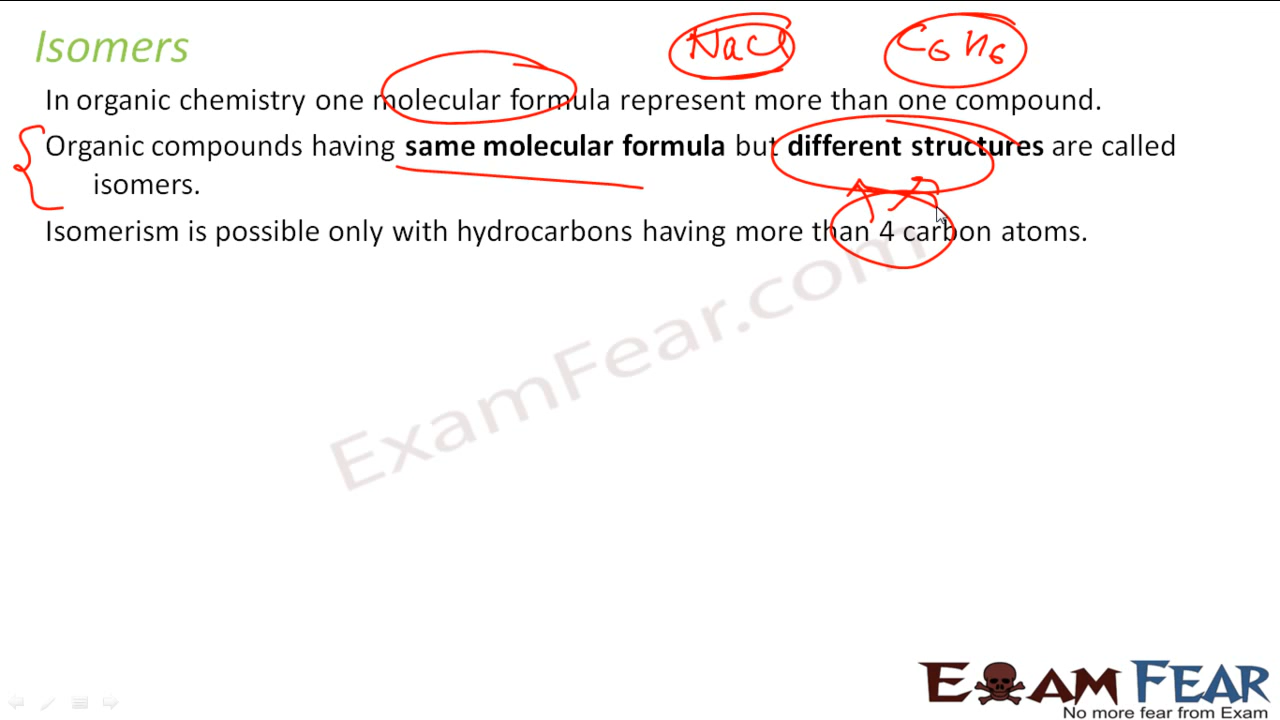 Isomers
NaCl C6H6
In organic chemistry one molecular formula represent more than one compound.
Organic compounds having same molecular formula but different structures are called
isomers.
Isomerism is possible only with hydrocarbons having more than 4 carbon atoms.
ExamFear.com
EXAM FEAR
No more fear from Exam